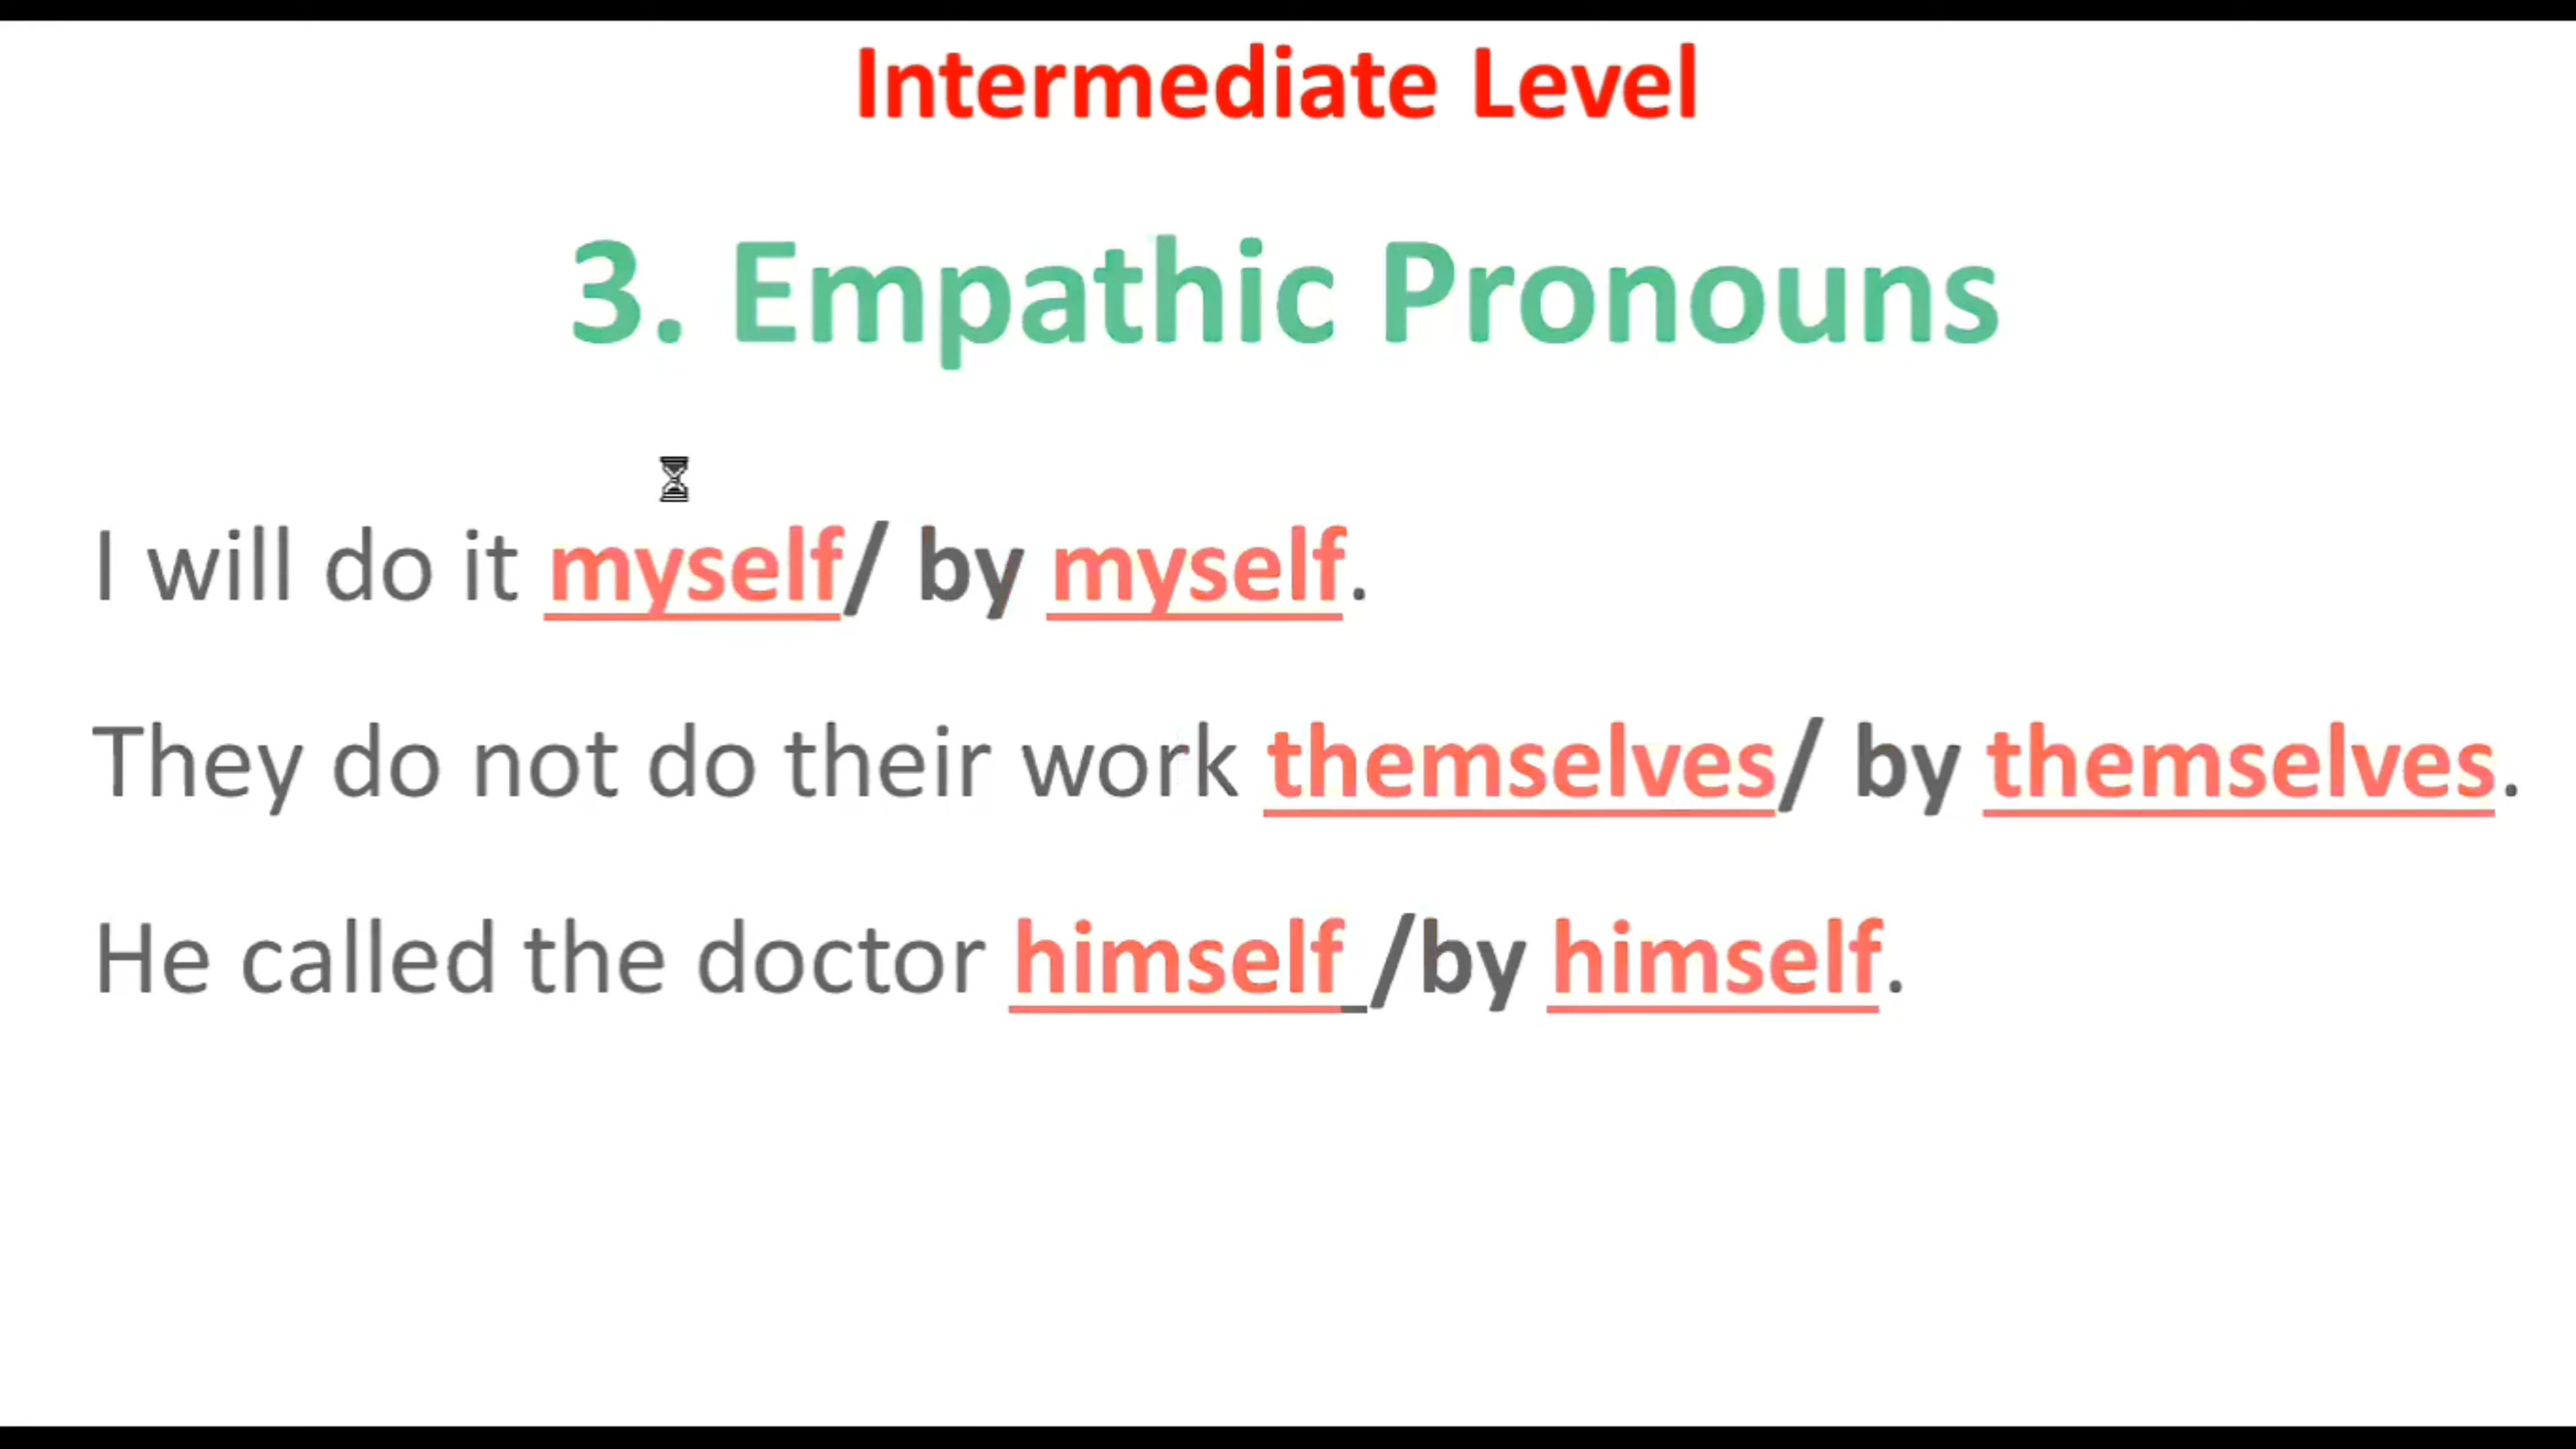 Intermediate Level
3. Empathic Pronouns
I will do it myself/ by myself.
They do not do their work themselves/ by themselves.
He called the doctor himself /by himself.